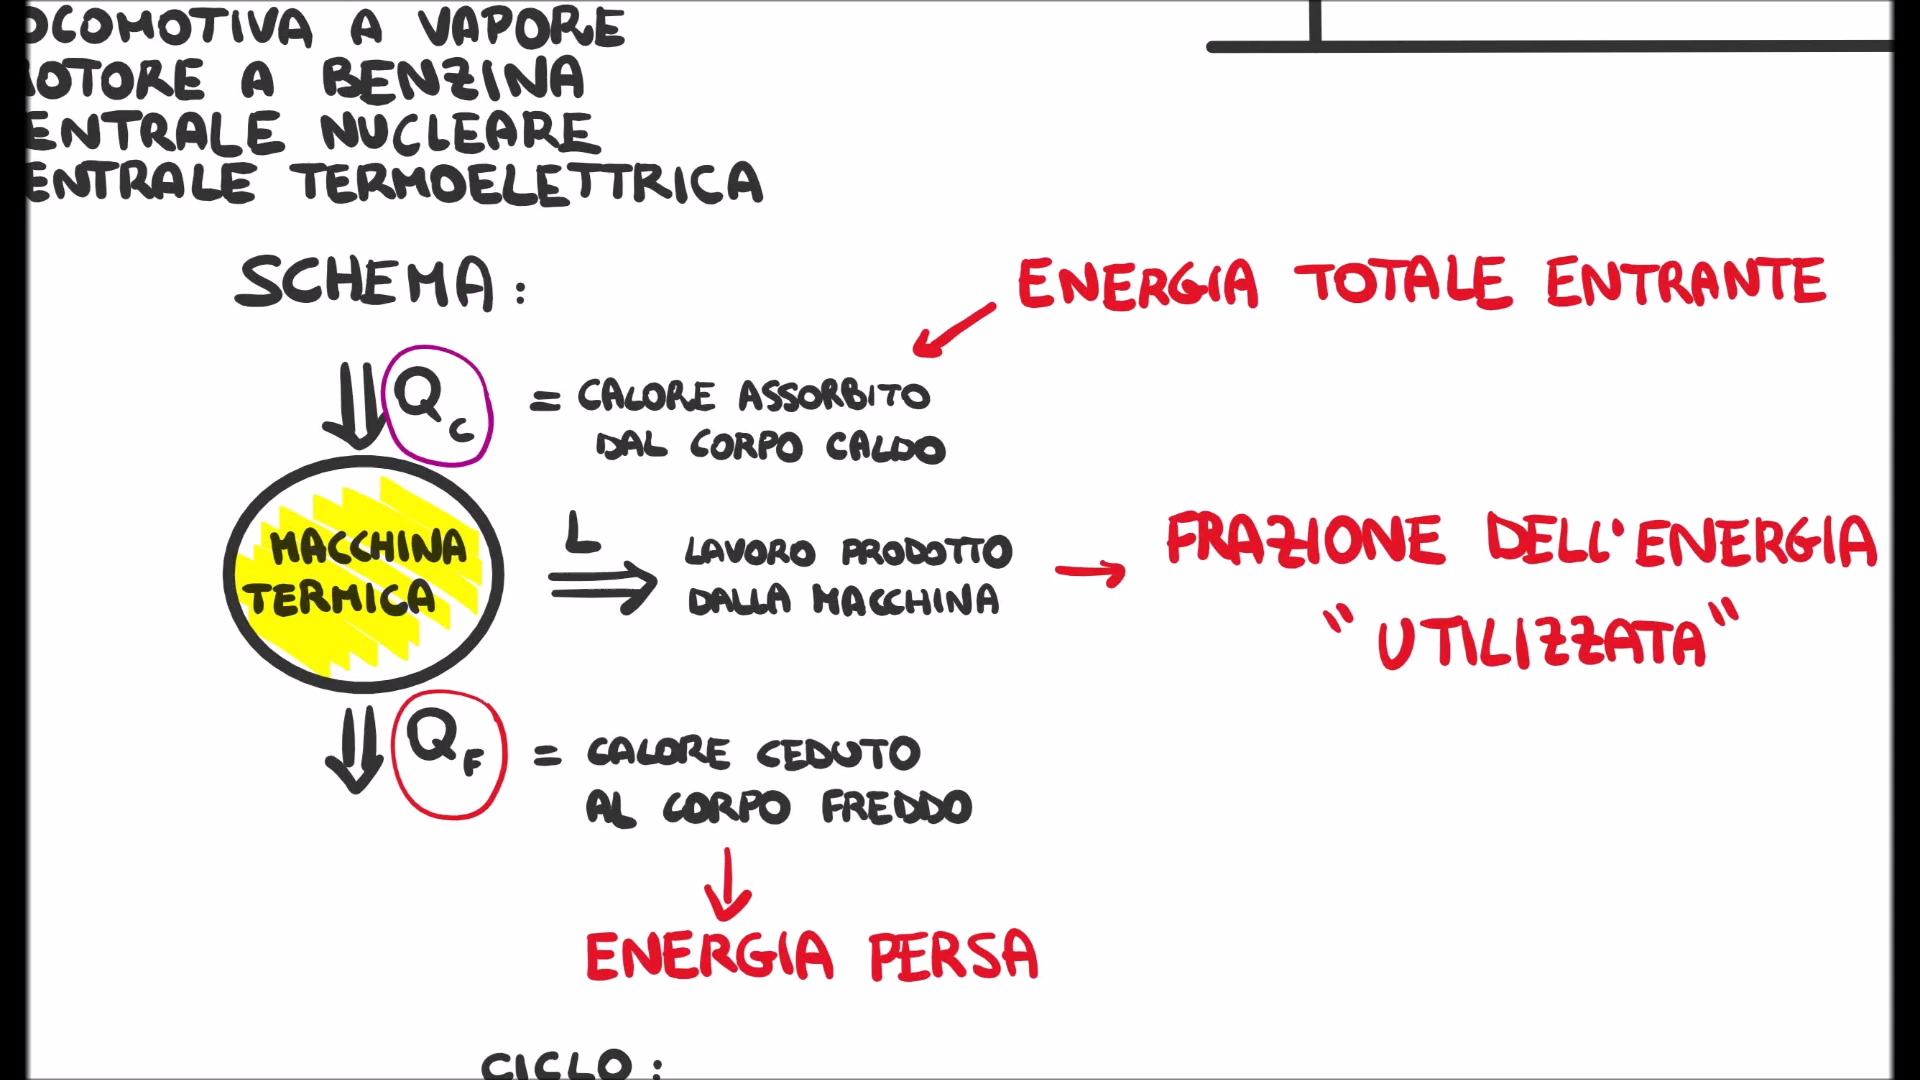 OCOMOTIVA A VAPORE
OTORE A BENZINA
ENTRALE NUCLEARE
ENTRALE TERMOELETTRICA
SCHEMA:
ENERGIA TOTALE ENTRANTE
Qc = CALORE ASSORBITO
DAL CORPO CALDO
MACCHINA
TERMICA
L
LAVORO PRODOTTO
DALLA MACCHINA
FRAZIONE DELL'ENERGIA
"UTILIZZATA"
QF = CALORE CEDUTO
AL CORPO FREDDO
ENERGIA PERSA
CICLO: